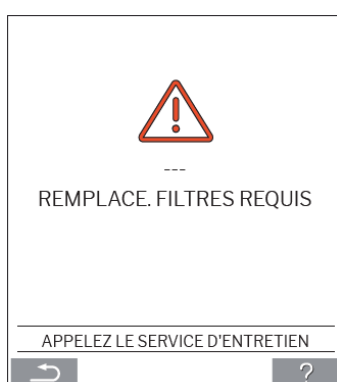 ---
REMPLACE. FILTRES REQUIS
APPELEZ LE SERVICE D'ENTRETIEN
?